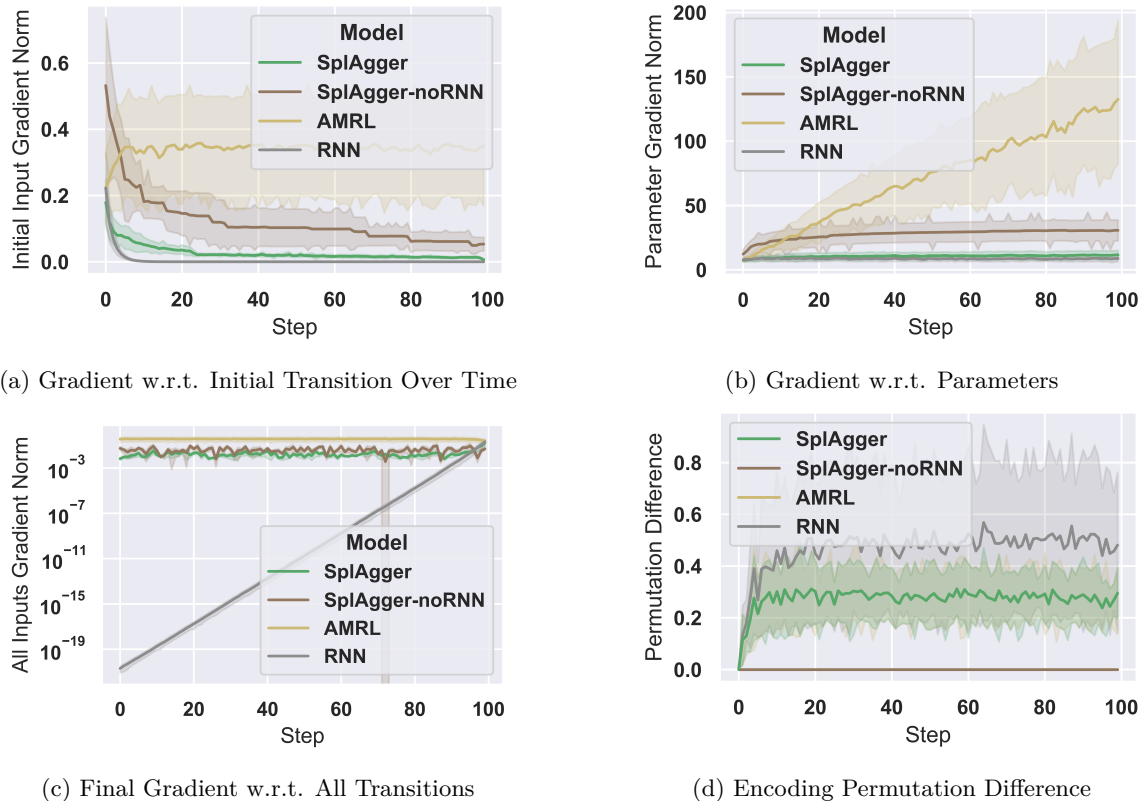 Initial Input Gradient Norm
0.6
0.4
0.2
0.0
Model
SplAgger
SplAgger-noRNN
AMRL
RNN
0 20 40 60 80 100
Step
(a) Gradient w.r.t. Initial Transition Over Time
Parameter Gradient Norm
200
150
100
50
0
Model
SplAgger
SplAgger-noRNN
AMRL
RNN
0 20 40 60 80 100
Step
(b) Gradient w.r.t. Parameters
All Inputs Gradient Norm
10⁻³
10⁻⁷
10⁻¹¹
10⁻¹⁵
10⁻¹⁹
Model
SplAgger
SplAgger-noRNN
AMRL
RNN
0 20 40 60 80 100
Step
(c) Final Gradient w.r.t. All Transitions
Permutation Difference
0.8
0.6
0.4
0.2
0.0
SplAgger
SplAgger-noRNN
AMRL
RNN
0 20 40 60 80 100
Step
(d) Encoding Permutation Difference